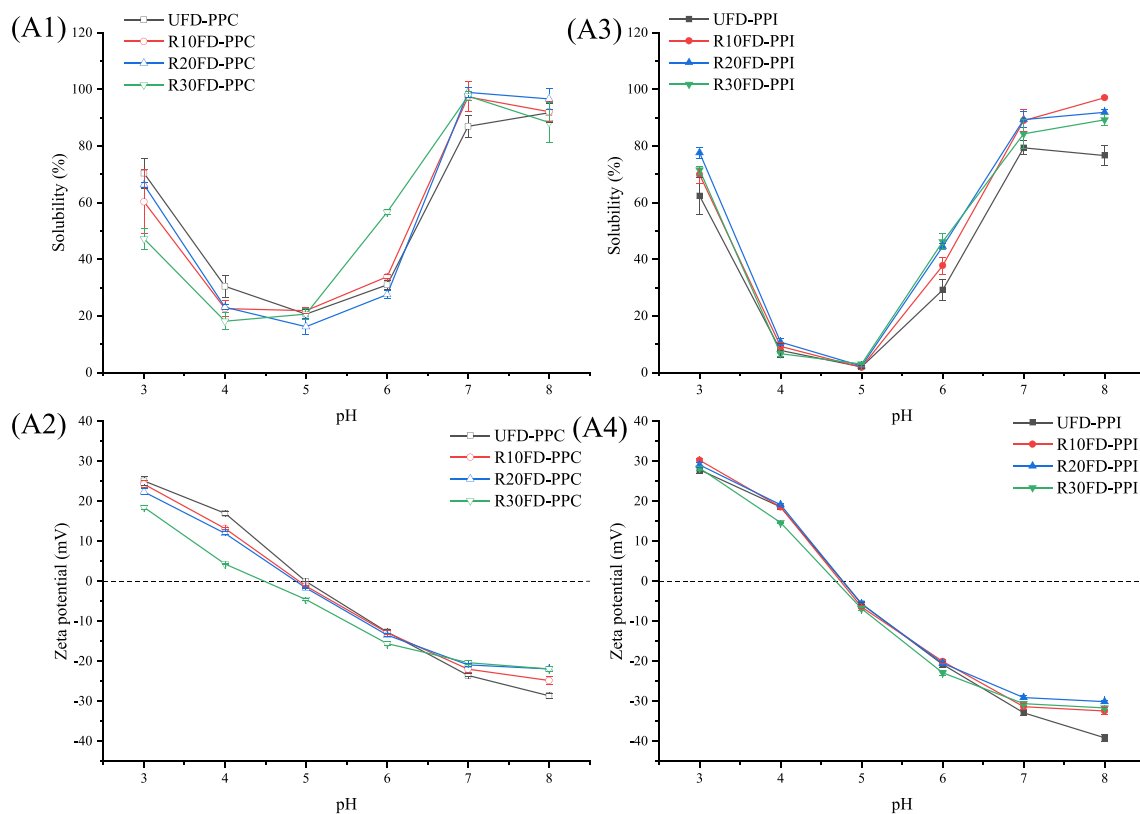 (A1)
UFD-PPC
R10FD-PPC
R20FD-PPC
R30FD-PPC
120
100
80
60
40
20
0
Solubility (%)
3 4 5 6 7 8
pH
(A3)
UFD-PPI
R10FD-PPI
R20FD-PPI
R30FD-PPI
120
100
80
60
40
20
0
Solubility (%)
3 4 5 6 7 8
pH
(A2)
UFD-PPC
R10FD-PPC
R20FD-PPC
R30FD-PPC
40
30
20
10
0
-10
-20
-30
-40
Zeta potential (mV)
3 4 5 6 7 8
pH
(A4)
UFD-PPI
R10FD-PPI
R20FD-PPI
R30FD-PPI
40
30
20
10
0
-10
-20
-30
-40
Zeta potential (mV)
3 4 5 6 7 8
pH